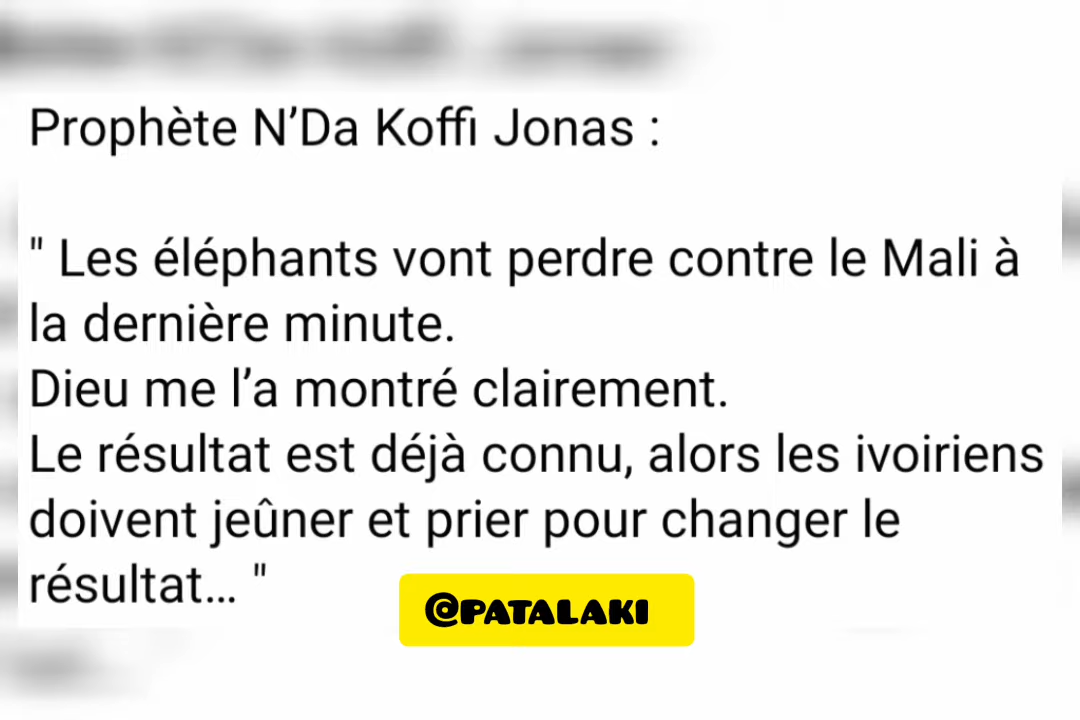 Prophète N’Da Koffi Jonas :
" Les éléphants vont perdre contre le Mali à
la dernière minute.
Dieu me l’a montré clairement.
Le résultat est déjà connu, alors les ivoiriens
doivent jeûner et prier pour changer le
résultat... "
@PATALAKI